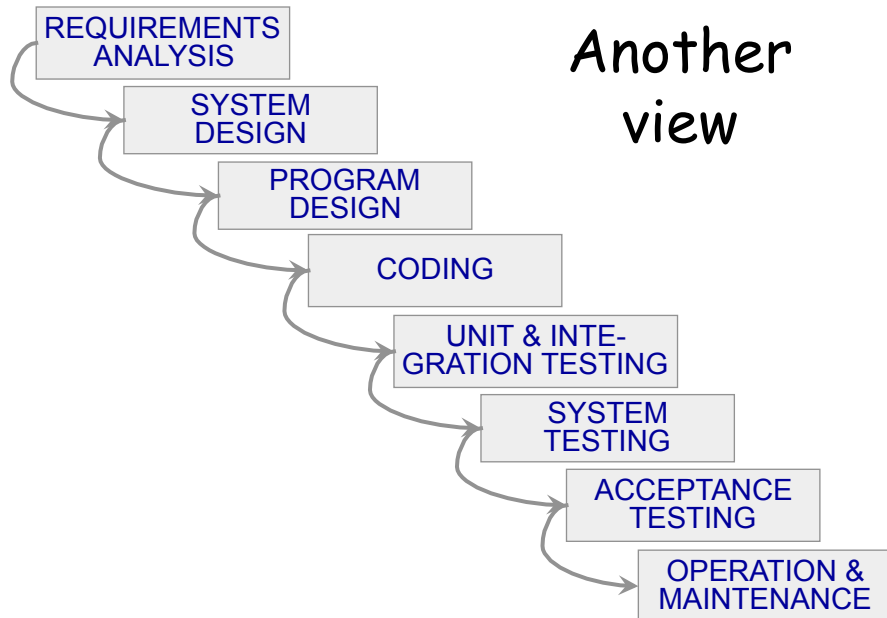 REQUIREMENTS
ANALYSIS
Another
view
SYSTEM
DESIGN
PROGRAM
DESIGN
CODING
UNIT & INTE-
GRATION TESTING
SYSTEM
TESTING
ACCEPTANCE
TESTING
OPERATION &
MAINTENANCE